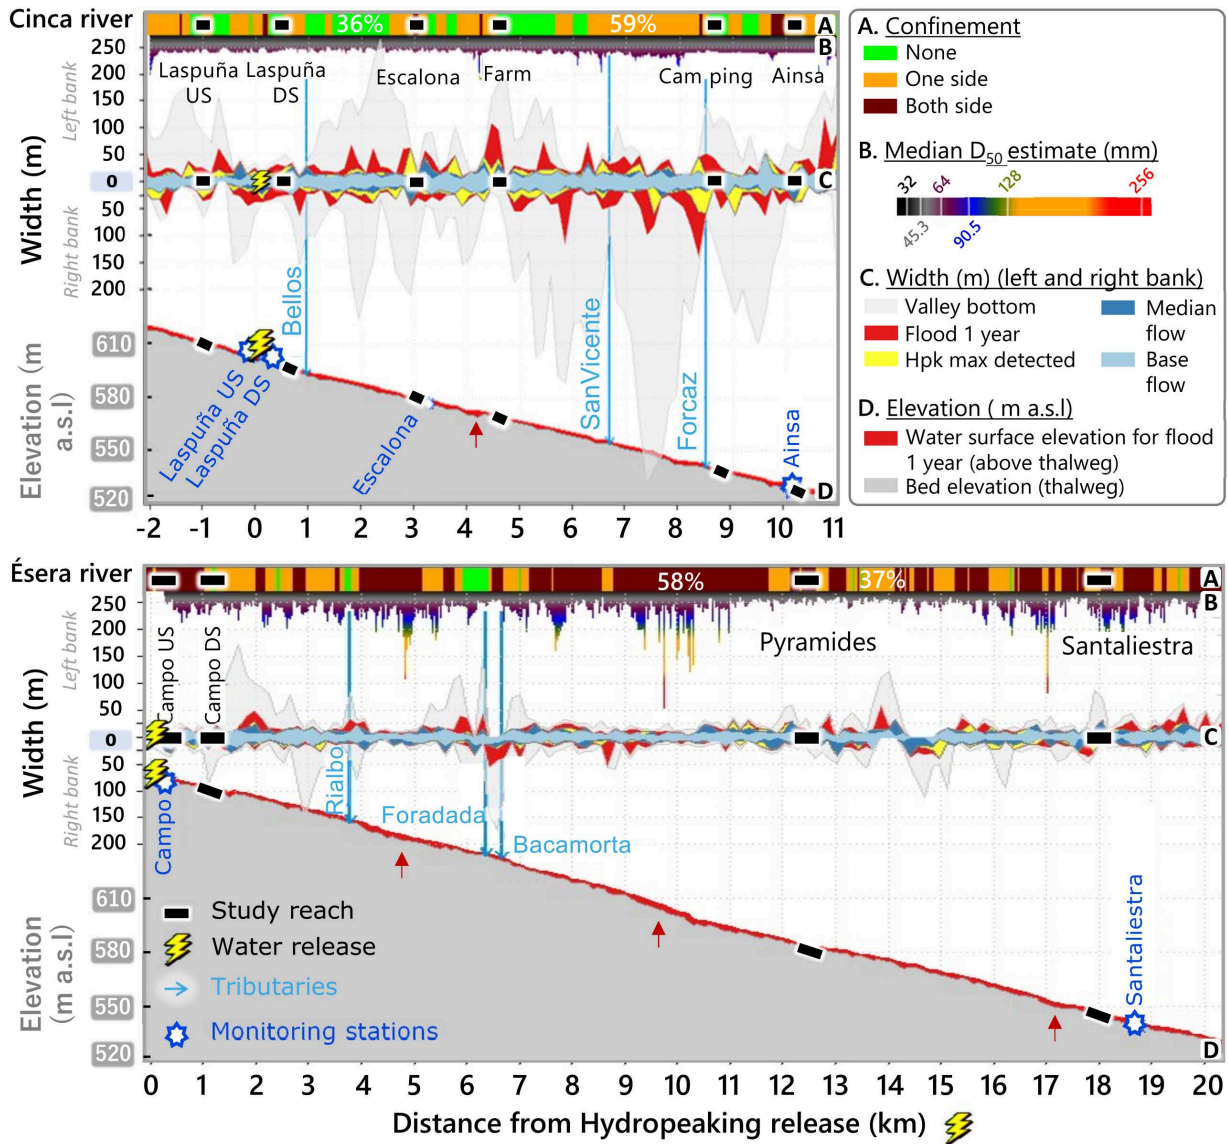 Cinca river
36%
59%
A
B
250
200
150
100
50
0
50
100
150
200
Left bank
Right bank
Width (m)
Laspuña
US
Laspuña
DS
Escalona
Farm
Cam ping
Ainsa
C
Bellos
SanVicente
Forcaz
610
580
550
520
Elevation (m
a.s.l)
Laspuña US
Laspuña DS
Escalona
Ainsa
D
-2 -1 0 1 2 3 4 5 6 7 8 9 10 11
A. Confinement
None
One side
Both side
B. Median D50 estimate (mm)
32 64 128 256
45.3 90.5
C. Width (m) (left and right bank)
Valley bottom
Flood 1 year
Hpk max detected
Median
flow
Base
flow
D. Elevation ( m a.s.l)
Water surface elevation for flood
1 year (above thalweg)
Bed elevation (thalweg)
Ésera river
58%
37%
A
B
250
200
150
100
50
0
50
100
150
200
Left bank
Right bank
Width (m)
Campo US
Campo DS
Pyramides
Santaliestra
C
Rialbo
Foradada
Bacamorta
Campo
610
580
550
520
Elevation
(m a.s.l)
Study reach
Water release
Tributaries
Monitoring stations
Santaliestra
D
0 1 2 3 4 5 6 7 8 9 10 11 12 13 14 15 16 17 18 19 20
Distance from Hydropeaking release (km)